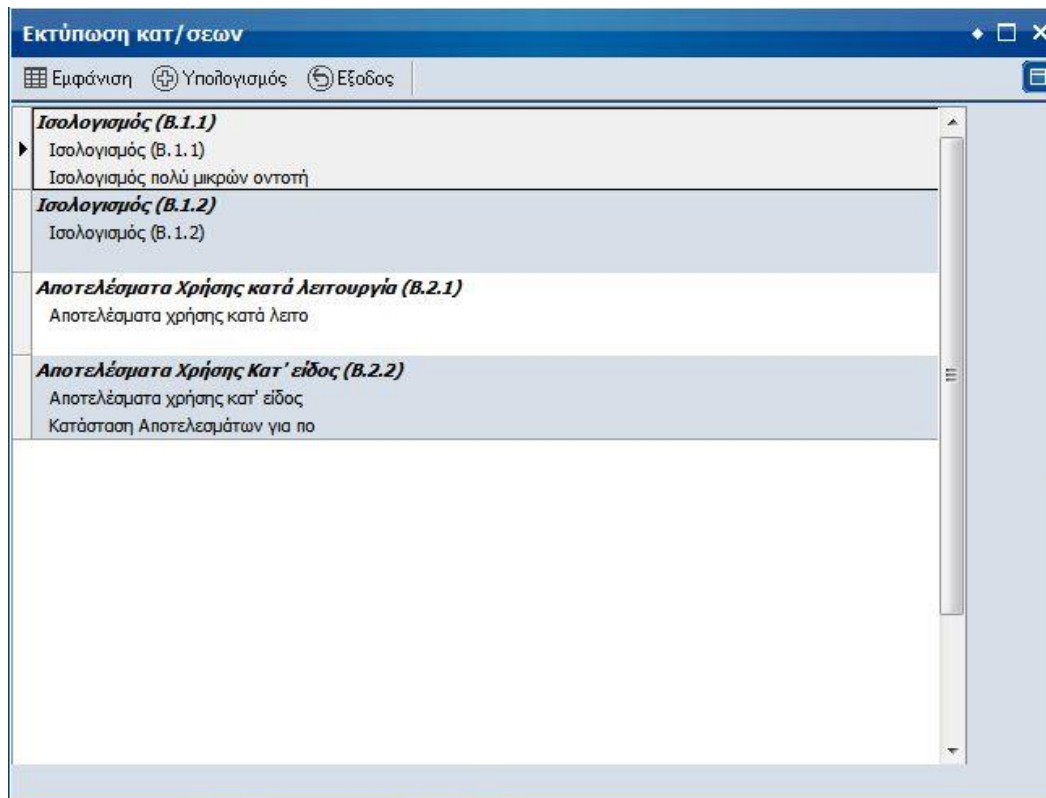 Εκτύπωση κατ/σεων
Εμφάνιση Υπολογισμός Εξοδος
Ισολογισμός (Β.1.1)
Ισολογισμός (Β.1.1)
Ισολογισμός πολύ μικρών οντοτή
Ισολογισμός (Β.1.2)
Ισολογισμός (Β.1.2)
Αποτελέσματα Χρήσης κατά λειτουργία (Β.2.1)
Αποτελέσματα χρήσης κατά λειτο
Αποτελέσματα Χρήσης Κατ' είδος (Β.2.2)
Αποτελέσματα χρήσης κατ' είδος
Κατάσταση Αποτελεσμάτων για πο